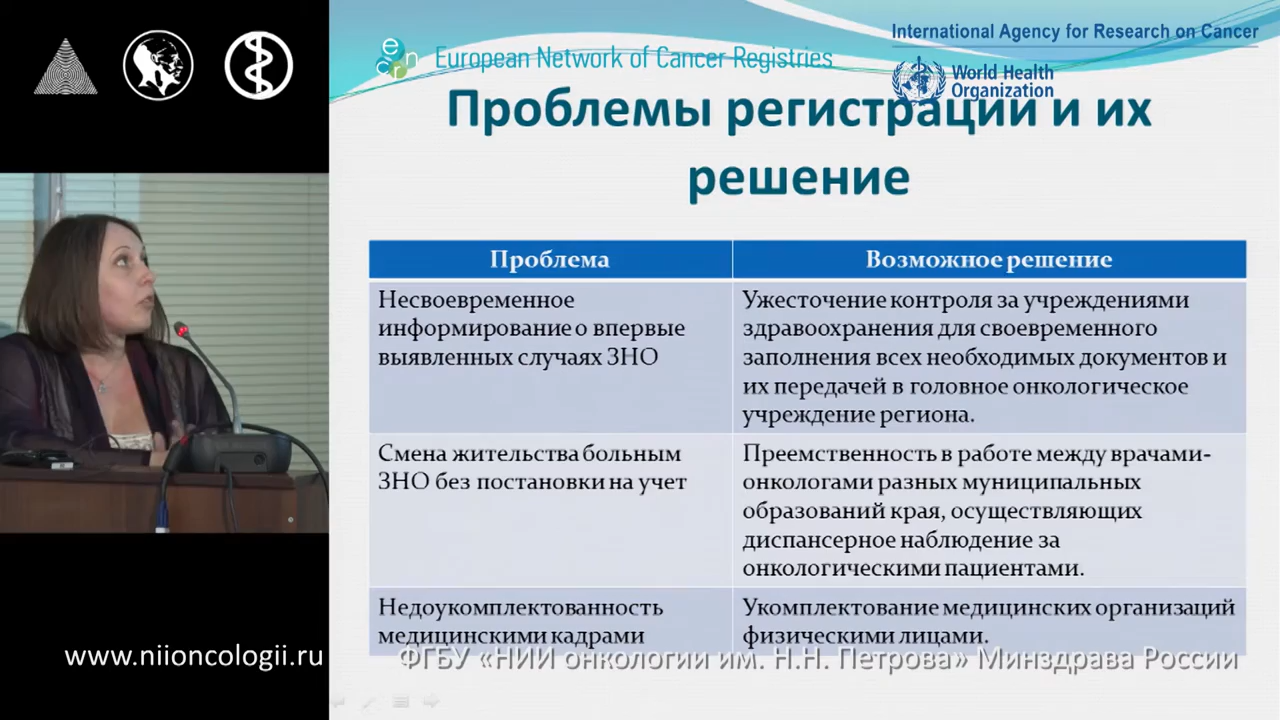 International Agency for Research on Cancer
encr
European Network of Cancer Registries
World Health
Organization
Проблемы регистрации и их
решение
Проблема
Возможное решение
Несвоевременное
информирование о впервые
выявленных случаях ЗНО
Ужесточение контроля за учреждениями
здравоохранения для своевременного
заполнения всех необходимых документов и
их передачей в головное онкологическое
учреждение региона.
Смена жительства больным
ЗНО без постановки на учет
Преемственность в работе между врачами-
онкологами разных муниципальных
образований края, осуществляющих
диспансерное наблюдение за
онкологическими пациентами.
Недоукомплектованность
медицинскими кадрами
Укомплектование медицинских организаций
физическими лицами.
www.niioncologii.ru
ФГБУ «НИИ онкологии им. Н.Н. Петрова» Минздрава России